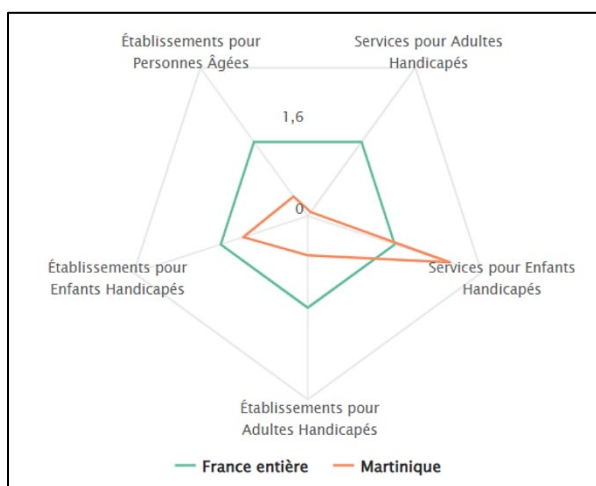 Établissements pour
Personnes Âgées
Services pour Adultes
Handicapés
1,6
0
Établissements pour
Enfants Handicapés
Services pour Enfants
Handicapés
Établissements pour
Adultes Handicapés
France entière
Martinique